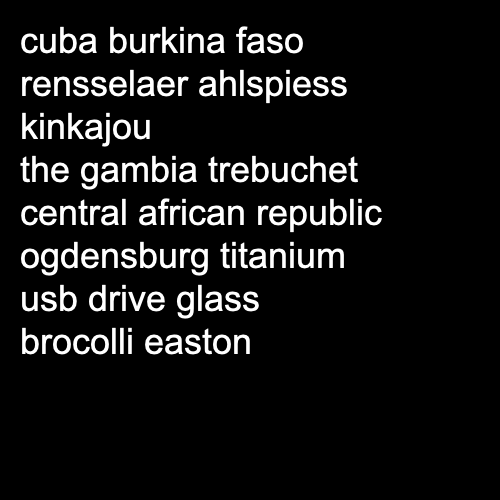 cuba burkina faso
rensselaer ahlspiess
kinkajou
the gambia trebuchet
central african republic
ogdensburg titanium
usb drive glass
brocolli easton